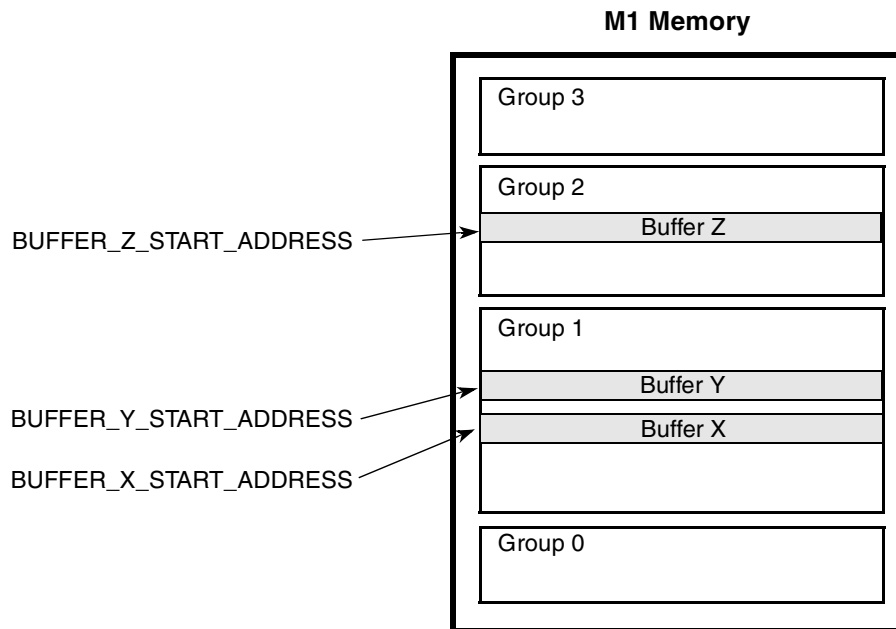 M1 Memory
Group 3
Group 2
BUFFER_Z_START_ADDRESS
Buffer Z
Group 1
Buffer Y
BUFFER_Y_START_ADDRESS
Buffer X
BUFFER_X_START_ADDRESS
Group 0